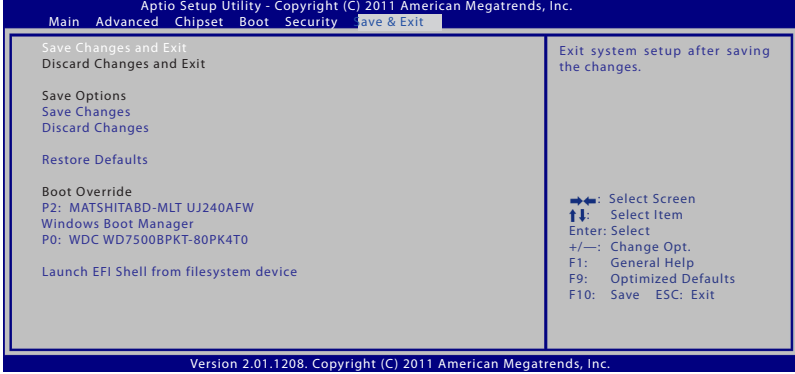 Aptio Setup Utility - Copyright (C) 2011 American Megatrends, Inc.
Main Advanced Chipset Boot Security Save & Exit
Save Changes and Exit
Discard Changes and Exit
Save Options
Save Changes
Discard Changes
Restore Defaults
Boot Override
P2: MATSHITABD-MLT UJ240AFW
Windows Boot Manager
P0: WDC WD7500BPKT-80PK4T0
Launch EFI Shell from filesystem device
Exit system setup after saving
the changes.
→←: Select Screen
↑↓: Select Item
Enter: Select
+/—: Change Opt.
F1: General Help
F9: Optimized Defaults
F10: Save ESC: Exit
Version 2.01.1208. Copyright (C) 2011 American Megatrends, Inc.